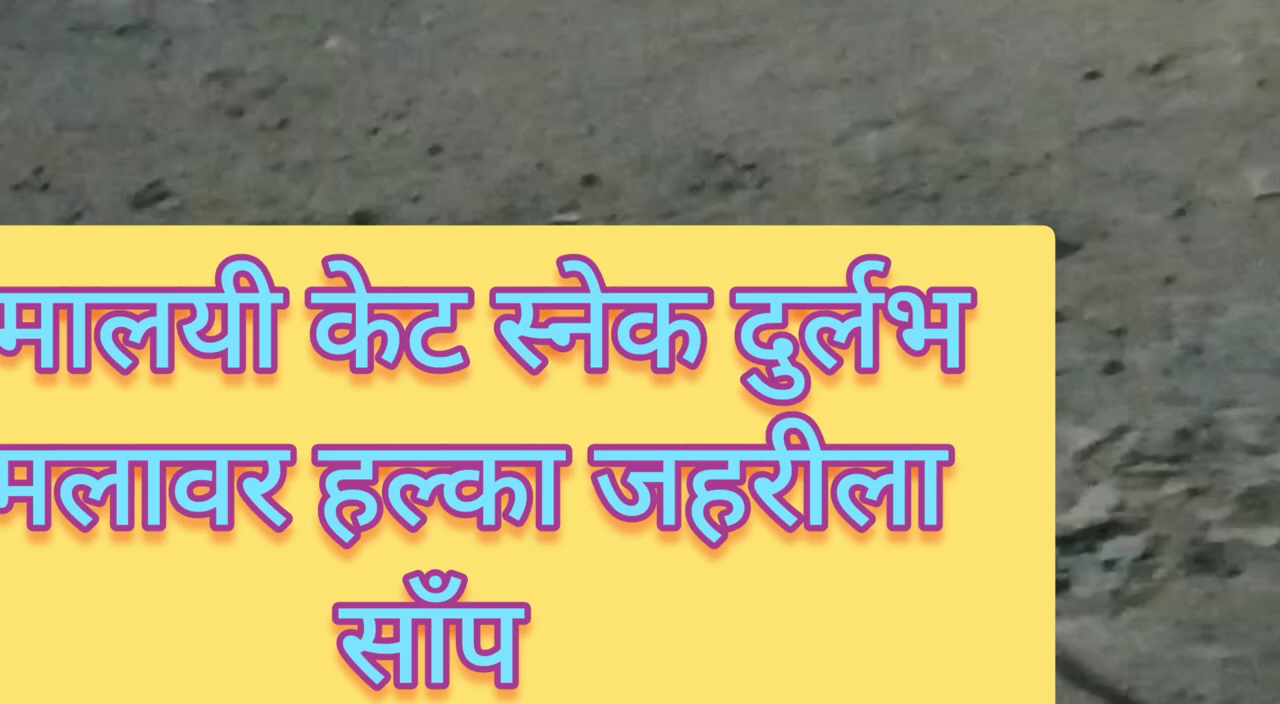 मालयी केट स्नेक दुर्लभ
मलावर हल्का जहरीला
साँप